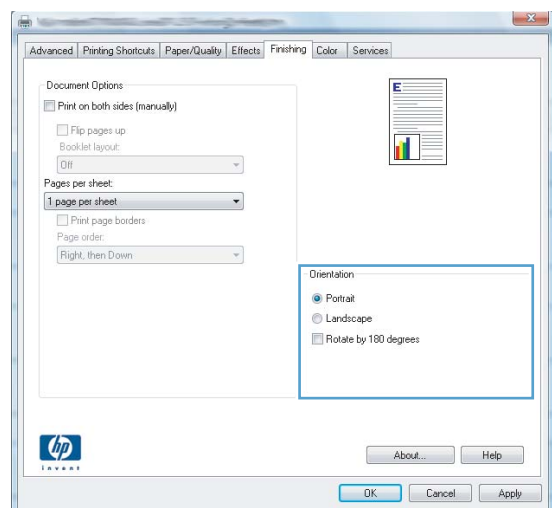 Advanced Printing Shortcuts Paper/Quality Effects Finishing Color Services
Document Options
Print on both sides (manually)
Flip pages up
Booklet layout:
Off
Pages per sheet:
1 page per sheet
Print page borders
Page order:
Right, then Down
E
Orientation
Portrait
Landscape
Rotate by 180 degrees
hp
invent
About... Help
OK Cancel Apply